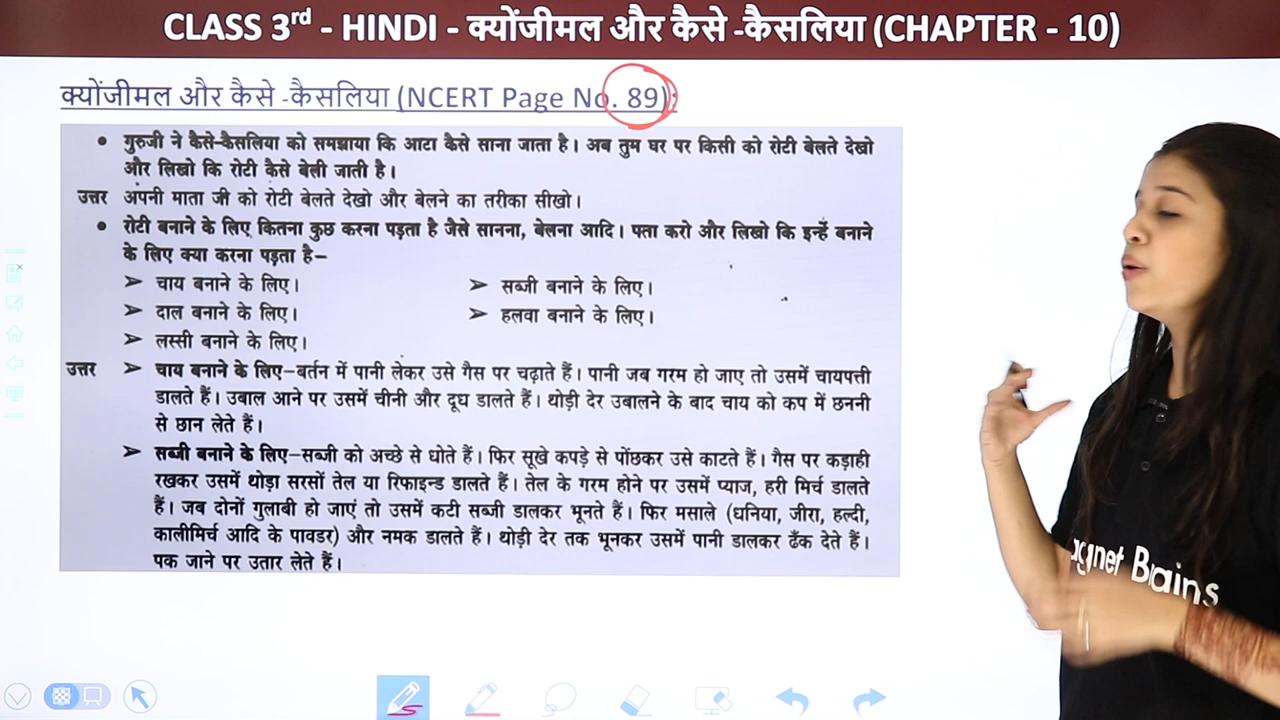 CLASS 3rd - HINDI - क्योंजीमल और कैसे -कैसलिया (CHAPTER - 10)
क्योंजीमल और कैसे -कैसलिया (NCERT Page No. 89):
• गुरुजी ने कैसे-कैसलिया को समझाया कि आटा कैसे साना जाता है। अब तुम घर पर किसी को रोटी बेलते देखो
और लिखो कि रोटी कैसे बेली जाती है।
उत्तर अपनी माता जी को रोटी बेलते देखो और बेलने का तरीका सीखो।
• रोटी बनाने के लिए कितना कुछ करना पड़ता है जैसे सानना, बेलना आदि। पता करो और लिखो कि इन्हें बनाने
के लिए क्या करना पड़ता है–
➢ चाय बनाने के लिए। ➢ सब्जी बनाने के लिए।
➢ दाल बनाने के लिए। ➢ हलवा बनाने के लिए।
➢ लस्सी बनाने के लिए।
उत्तर ➢ चाय बनाने के लिए–बर्तन में पानी लेकर उसे गैस पर चढ़ाते हैं। पानी जब गरम हो जाए तो उसमें चायपत्ती
डालते हैं। उबाल आने पर उसमें चीनी और दूध डालते हैं। थोड़ी देर उबालने के बाद चाय को कप में छननी
से छान लेते हैं।
➢ सब्जी बनाने के लिए–सब्जी को अच्छे से धोते हैं। फिर सूखे कपड़े से पोंछकर उसे काटते हैं। गैस पर कड़ाही
रखकर उसमें थोड़ा सरसों तेल या रिफाइन्ड डालते हैं। तेल के गरम होने पर उसमें प्याज, हरी मिर्च डालते
हैं। जब दोनों गुलाबी हो जाएं तो उसमें कटी सब्जी डालकर भूनते हैं। फिर मसाले (धनिया, जीरा, हल्दी,
कालीमिर्च आदि के पावडर) और नमक डालते हैं। थोड़ी देर तक भूनकर उसमें पानी डालकर ढँक देते हैं।
पक जाने पर उतार लेते हैं।
agnet Brains